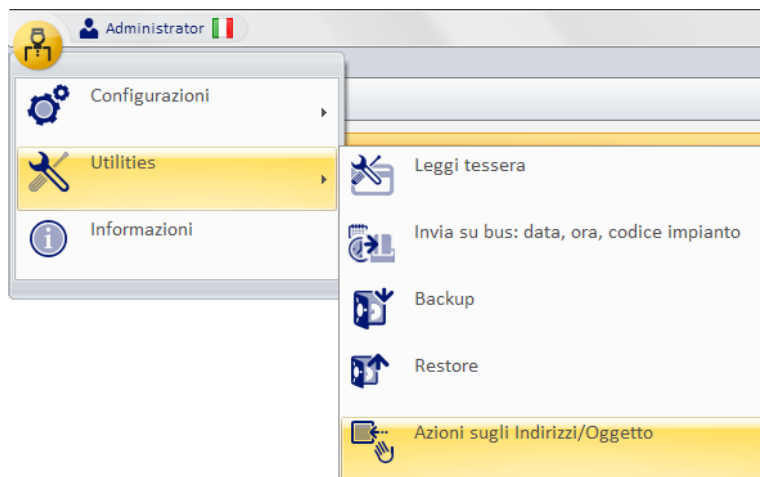 Administrator
Configurazioni
Utilities
Informazioni
Leggi tessera
Invia su bus: data, ora, codice impianto
Backup
Restore
Azioni sugli Indirizzi/Oggetto